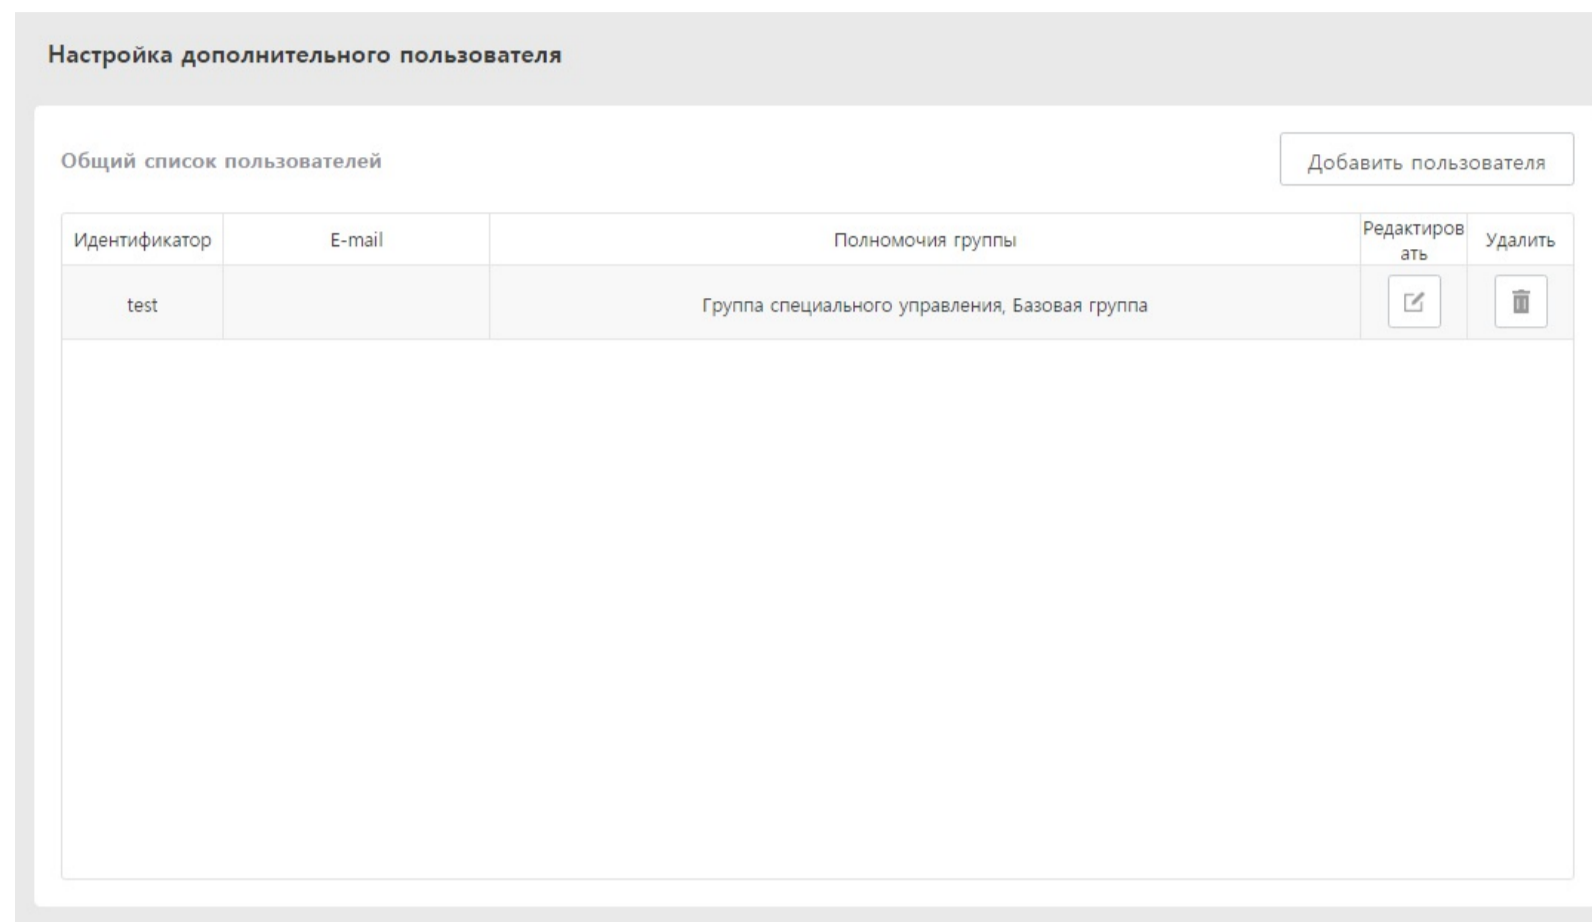 Настройка дополнительного пользователя
Общий список пользователей
Добавить пользователя
Идентификатор E-mail Полномочия группы Редактиров
ать Удалить
test Группа специального управления, Базовая группа